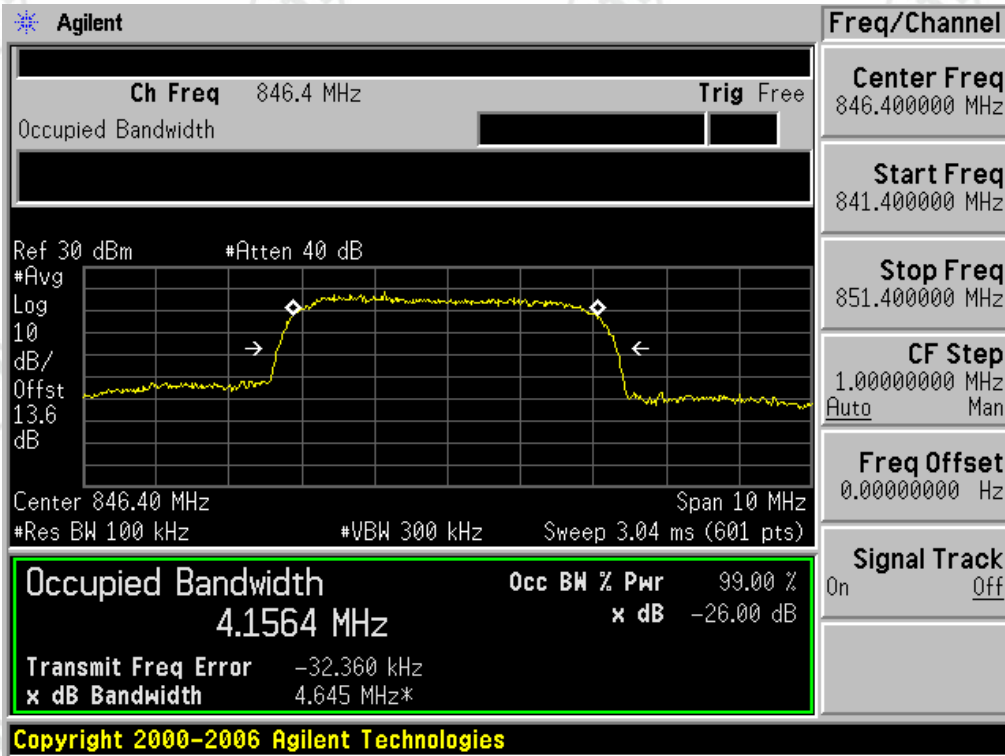 Agilent
Freq/Channel
Ch Freq 846.4 MHz Trig Free
Occupied Bandwidth
Center Freq
846.400000 MHz
Start Freq
841.400000 MHz
Stop Freq
851.400000 MHz
CF Step
1.00000000 MHz
Auto Man
Freq Offset
0.00000000 Hz
Signal Track
On Off
Ref 30 dBm #Atten 40 dB
#Avg
Log
10
dB/
Offst
13.6
dB
Center 846.40 MHz Span 10 MHz
#Res BW 100 kHz #VBW 300 kHz Sweep 3.04 ms (601 pts)
Occupied Bandwidth Occ BW % Pwr 99.00 %
4.1564 MHz x dB -26.00 dB
Transmit Freq Error -32.360 kHz
x dB Bandwidth 4.645 MHz*
Copyright 2000-2006 Agilent Technologies